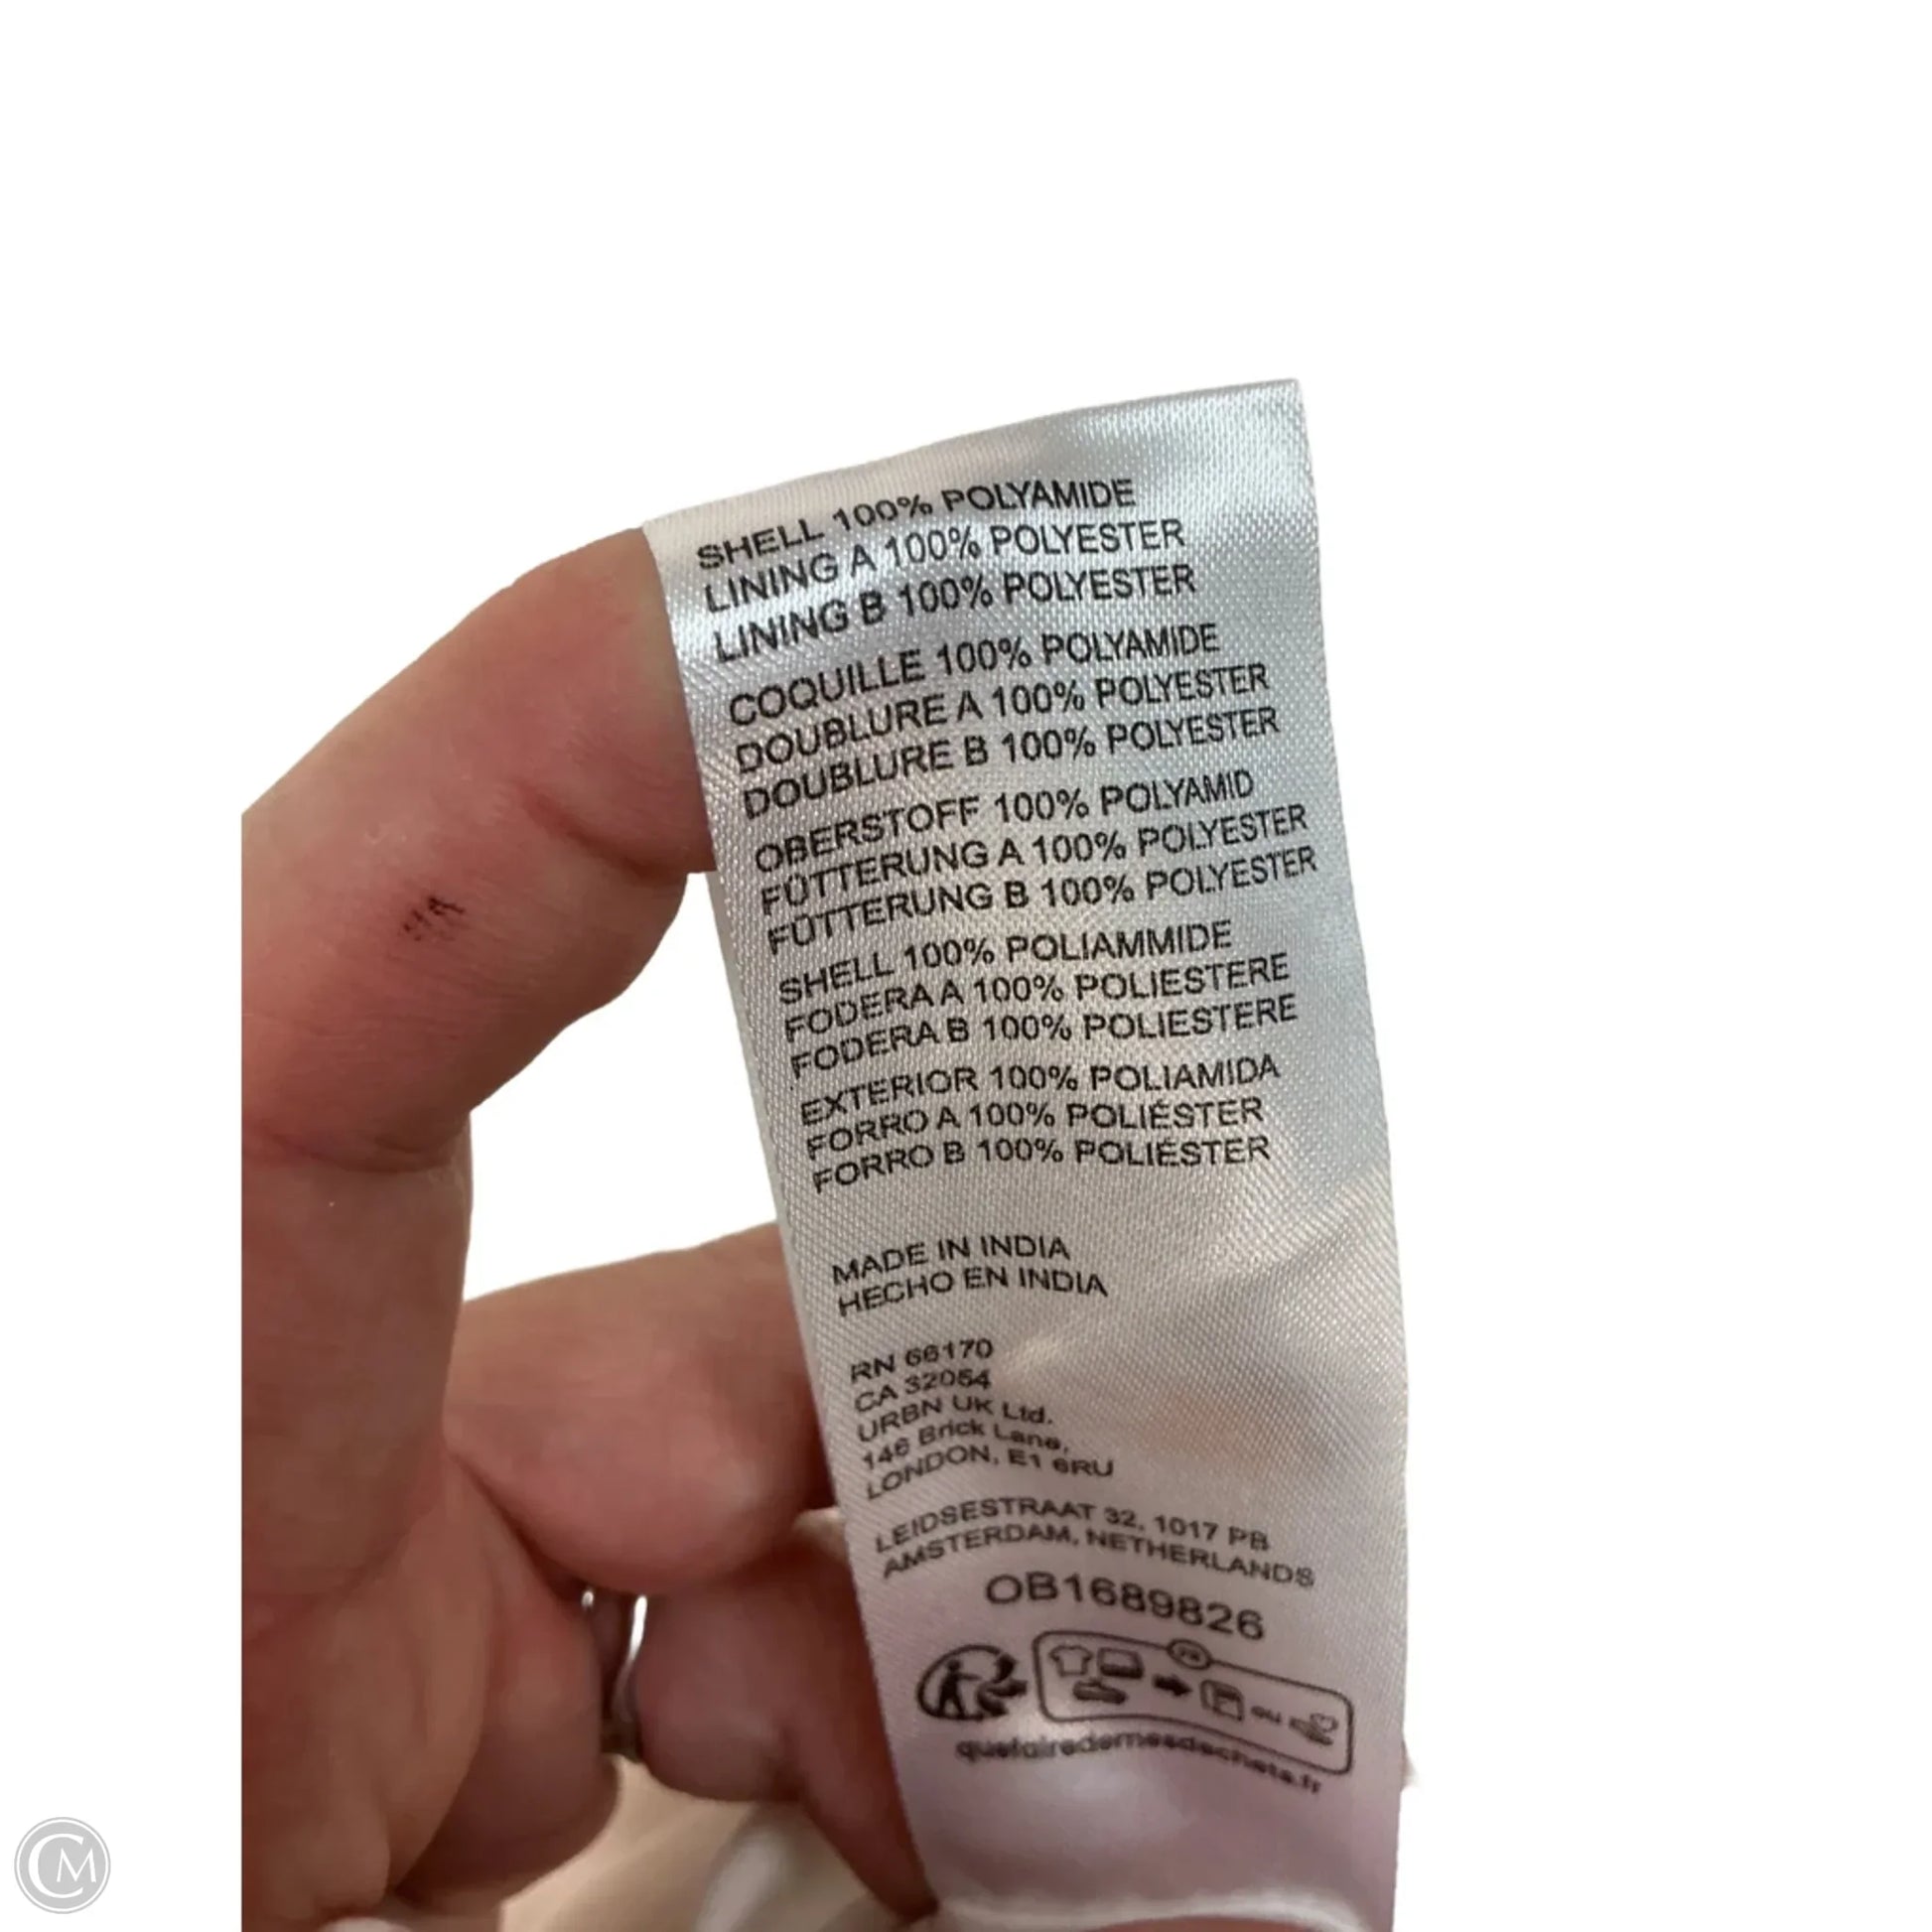 SHELL 100% POLYAMIDE
LINING A 100% POLYESTER
LINING B 100% POLYESTER
COQUILLE 100% POLYAMIDE
DOUBLURE A 100% POLYESTER
DOUBLURE B 100% POLYESTER
OBERSTOFF 100% POLYAMID
FÜTTERUNG A 100% POLYESTER
FÜTTERUNG B 100% POLYESTER
SHELL 100% POLIAMMIDE
FODERA A 100% POLIESTERE
FODERA B 100% POLIESTERE
EXTERIOR 100% POLIAMIDA
FORRO A 100% POLIÉSTER
FORRO B 100% POLIÉSTER
MADE IN INDIA
HECHO EN INDIA
RN 66170
CA 32054
URBN UK Ltd.
146 Brick Lane,
LONDON, E1 6RU
LEIDSESTRAAT 32, 1017 PB
AMSTERDAM, NETHERLANDS
OB1689826
FR
ou
quefairedemesdechets.fr
CM